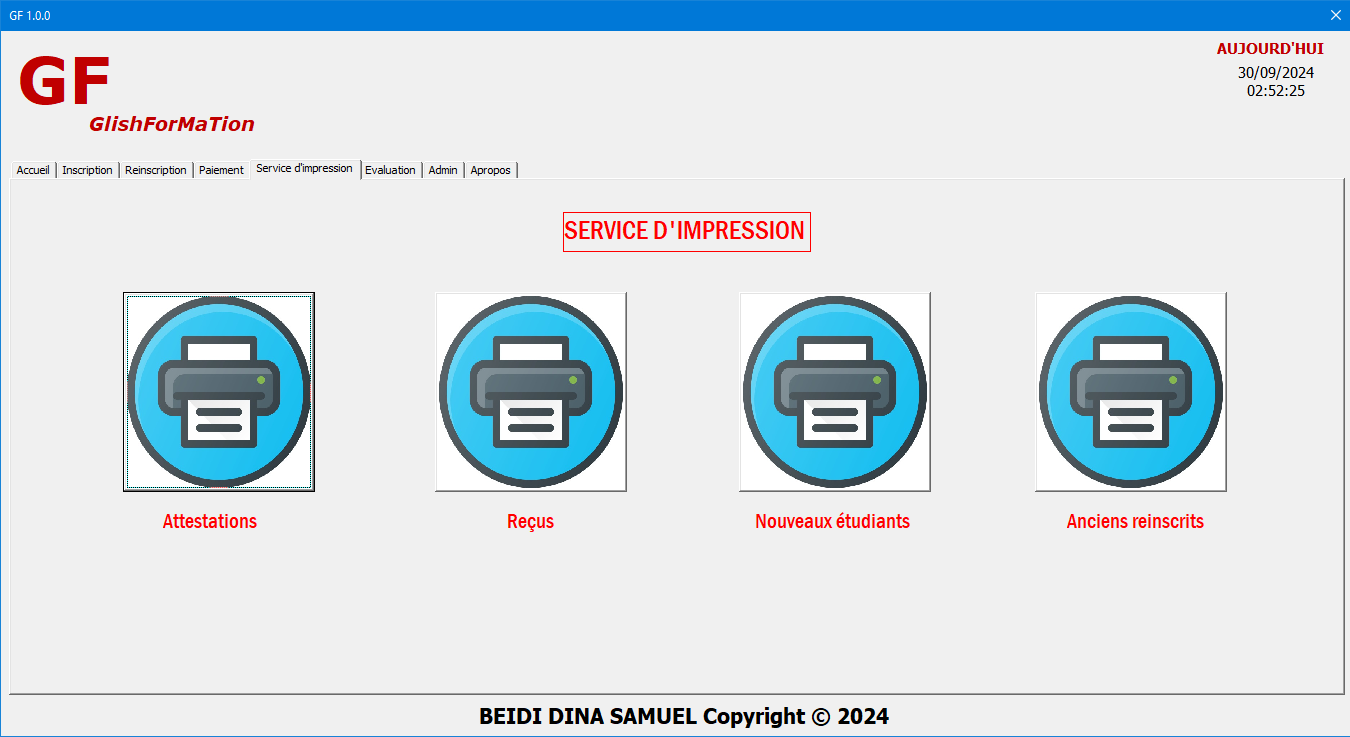 GF 1.0.0
GF
GlishForMaTion
AUJOURD'HUI
30/09/2024
02:52:25
Accueil Inscription Reinscription Paiement Service d'impression Evaluation Admin Apropos
SERVICE D'IMPRESSION
Attestations Reçus Nouveaux étudiants Anciens reinscrits
BEIDI DINA SAMUEL Copyright © 2024